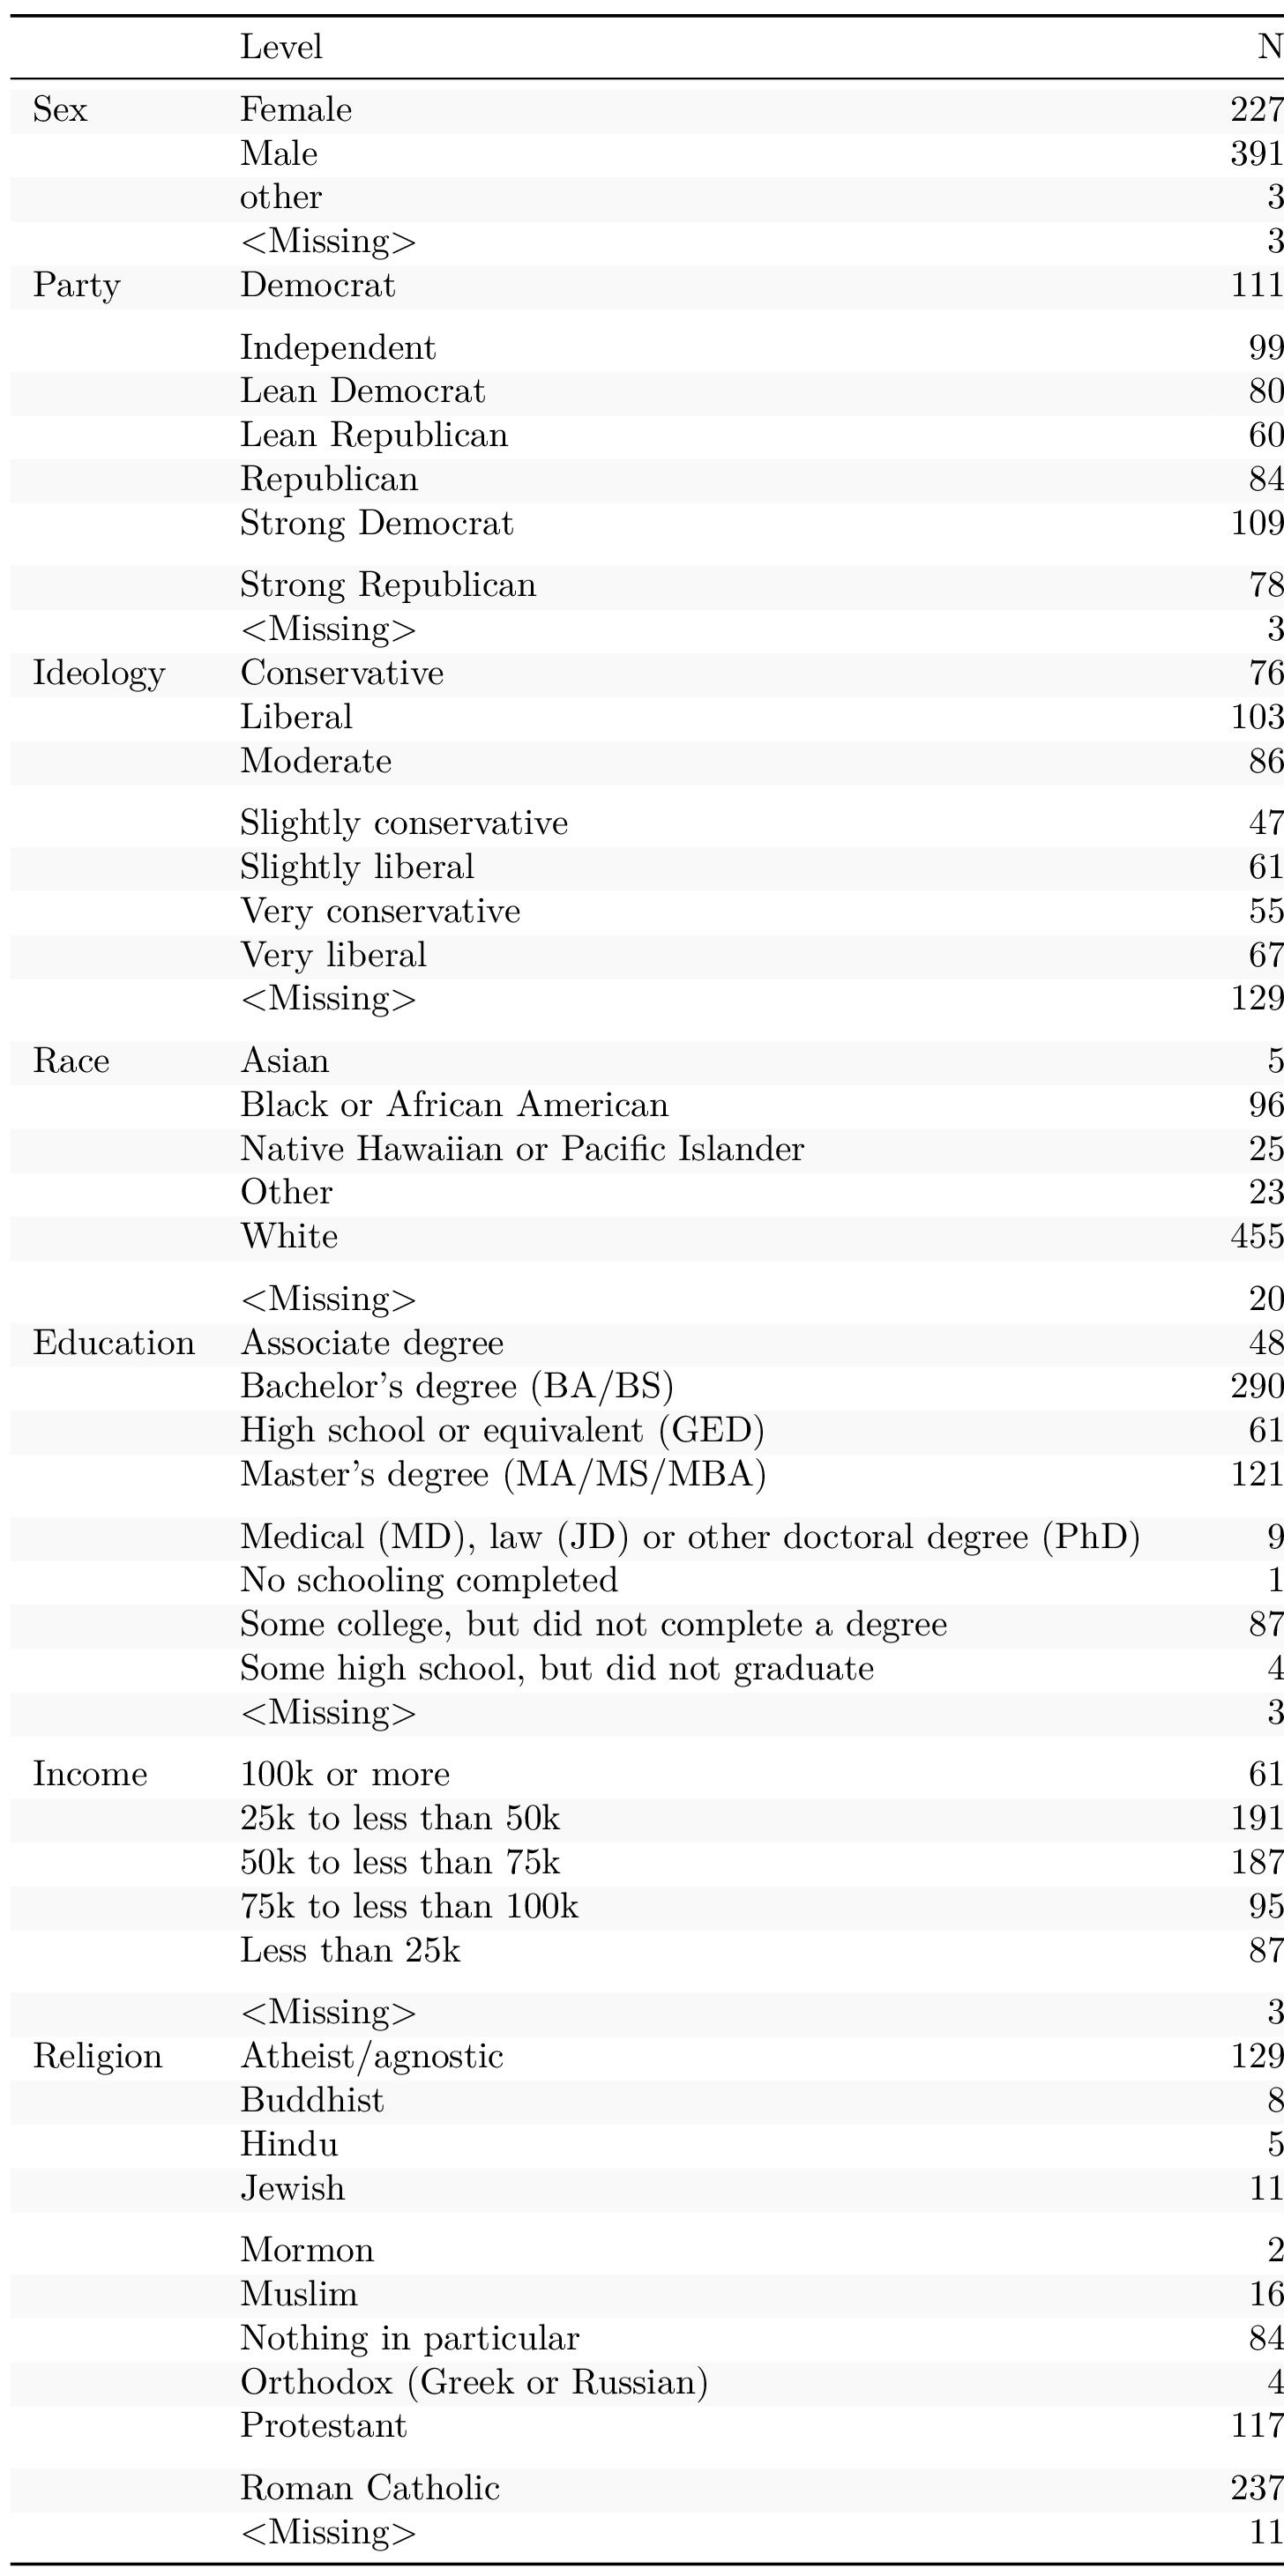 Level N
Sex Female 227
Male 391
other 3
<Missing> 3
Party Democrat 111
Independent 99
Lean Democrat 80
Lean Republican 60
Republican 84
Strong Democrat 109
Strong Republican 78
<Missing> 3
Ideology Conservative 76
Liberal 103
Moderate 86
Slightly conservative 47
Slightly liberal 61
Very conservative 55
Very liberal 67
<Missing> 129
Race Asian 5
Black or African American 96
Native Hawaiian or Pacific Islander 25
Other 23
White 455
<Missing> 20
Education Associate degree 48
Bachelor's degree (BA/BS) 290
High school or equivalent (GED) 61
Master's degree (MA/MS/MBA) 121
Medical (MD), law (JD) or other doctoral degree (PhD) 9
No schooling completed 1
Some college, but did not complete a degree 87
Some high school, but did not graduate 4
<Missing> 3
Income 100k or more 61
25k to less than 50k 191
50k to less than 75k 187
75k to less than 100k 95
Less than 25k 87
<Missing> 3
Religion Atheist/agnostic 129
Buddhist 8
Hindu 5
Jewish 11
Mormon 2
Muslim 16
Nothing in particular 84
Orthodox (Greek or Russian) 4
Protestant 117
Roman Catholic 237
<Missing> 11